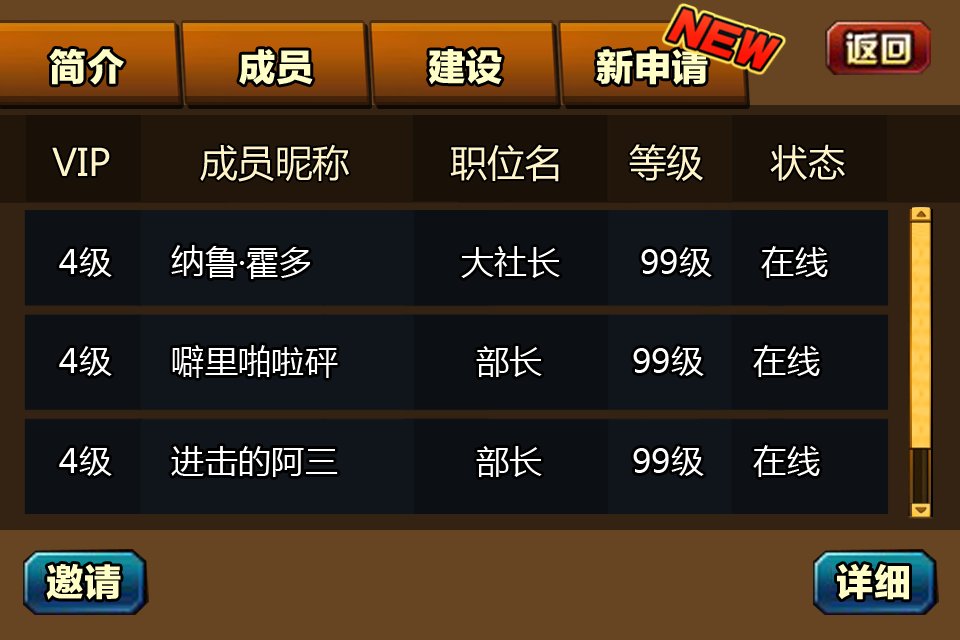 简介 成员 建设 新申请 NEW 返回
VIP 成员昵称 职位名 等级 状态
4级 纳鲁·霍多 大社长 99级 在线
4级 噼里啪啦砰 部长 99级 在线
4级 进击的阿三 部长 99级 在线
邀请 详细